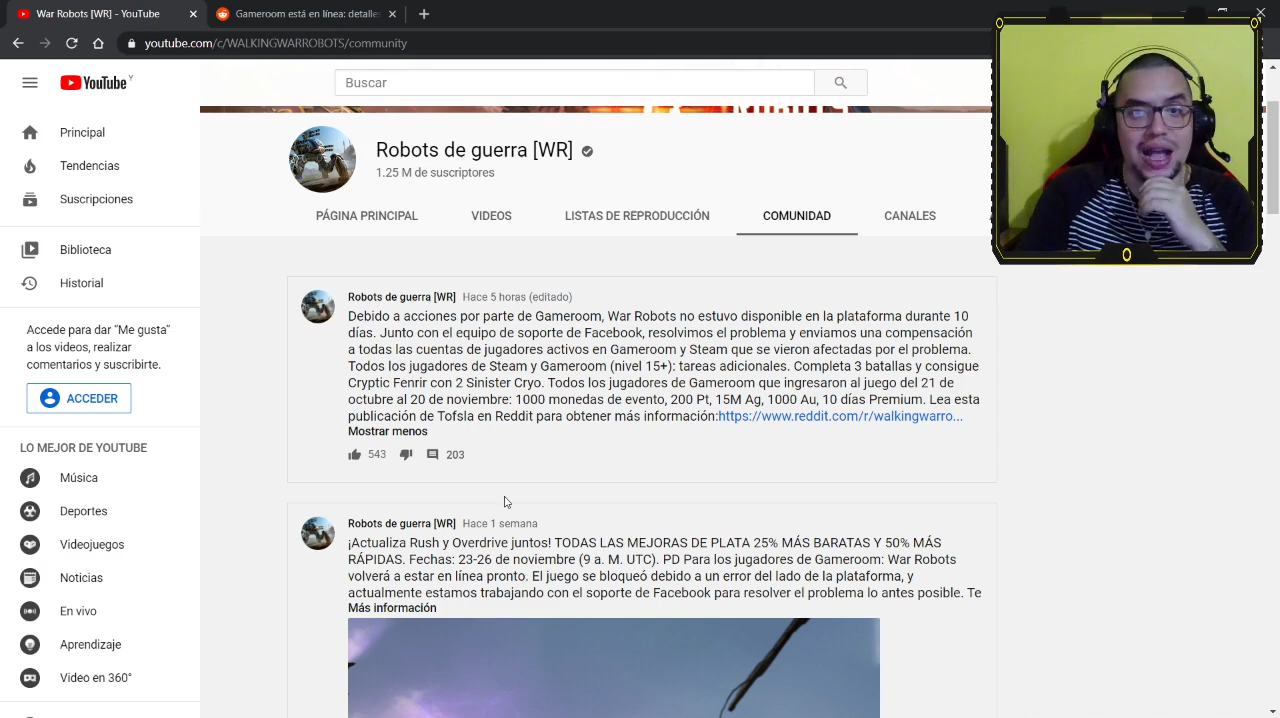 War Robots [WR] - YouTube
Gameroom está en línea: detalle
youtube.com/c/WALKINGWARROBOTS/community
YouTube
Buscar
Principal
Tendencias
Suscripciones
Biblioteca
Historial
Accede para dar “Me gusta”
a los videos, realizar
comentarios y suscribirte.
ACCEDER
LO MEJOR DE YOUTUBE
Música
Deportes
Videojuegos
Noticias
En vivo
Aprendizaje
Video en 360°
Robots de guerra [WR]
1.25 M de suscriptores
PÁGINA PRINCIPAL VIDEOS LISTAS DE REPRODUCCIÓN COMUNIDAD CANALES
Robots de guerra [WR] Hace 5 horas (editado)
Debido a acciones por parte de Gameroom, War Robots no estuvo disponible en la plataforma durante 10
días. Junto con el equipo de soporte de Facebook, resolvimos el problema y enviamos una compensación
a todas las cuentas de jugadores activos en Gameroom y Steam que se vieron afectadas por el problema.
Todos los jugadores de Steam y Gameroom (nivel 15+): tareas adicionales. Completa 3 batallas y consigue
Cryptic Fenrir con 2 Sinister Cryo. Todos los jugadores de Gameroom que ingresaron al juego del 21 de
octubre al 20 de noviembre: 1000 monedas de evento, 200 Pt, 15M Ag, 1000 Au, 10 días Premium. Lea esta
publicación de Tofsla en Reddit para obtener más información:https://www.reddit.com/r/walkingwarro...
Mostrar menos
543 203
Robots de guerra [WR] Hace 1 semana
¡Actualiza Rush y Overdrive juntos! TODAS LAS MEJORAS DE PLATA 25% MÁS BARATAS Y 50% MÁS
RÁPIDAS. Fechas: 23-26 de noviembre (9 a. M. UTC). PD Para los jugadores de Gameroom: War Robots
volverá a estar en línea pronto. El juego se bloqueó debido a un error del lado de la plataforma, y
actualmente estamos trabajando con el soporte de Facebook para resolver el problema lo antes posible. Te
Más información